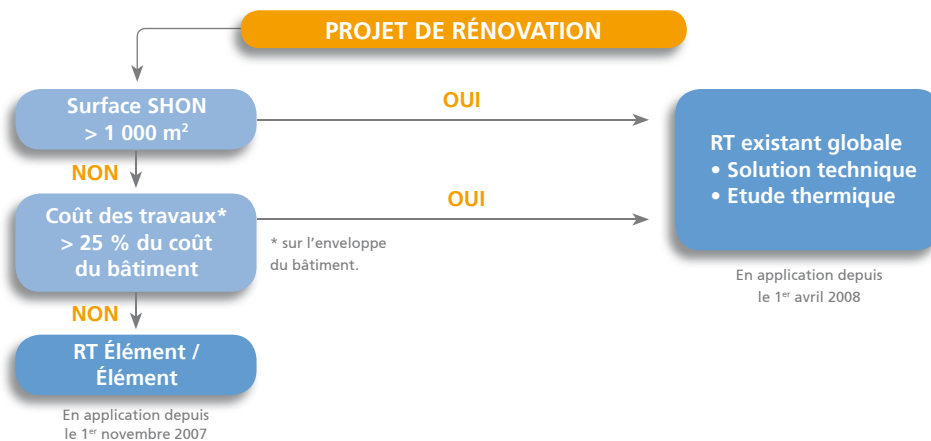 PROJET DE RÉNOVATION
Surface SHON
> 1 000 m²
OUI
NON
RT existant globale
• Solution technique
• Etude thermique
En application depuis
le 1er avril 2008
Coût des travaux*
> 25 % du coût
du bâtiment
OUI
* sur l’enveloppe
du bâtiment.
NON
RT Élément /
Élément
En application depuis
le 1er novembre 2007